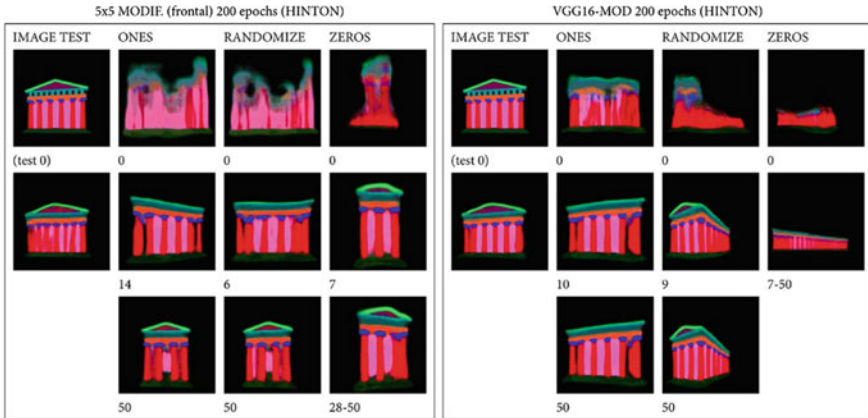 5x5 MODIF. (frontal) 200 epochs (HINTON)
IMAGE TEST ONES RANDOMIZE ZEROS
(test 0) 0 0 0
14 6 7
50 50 28-50
VGG16-MOD 200 epochs (HINTON)
IMAGE TEST ONES RANDOMIZE ZEROS
(test 0) 0 0 0
10 9 7-50
50 50